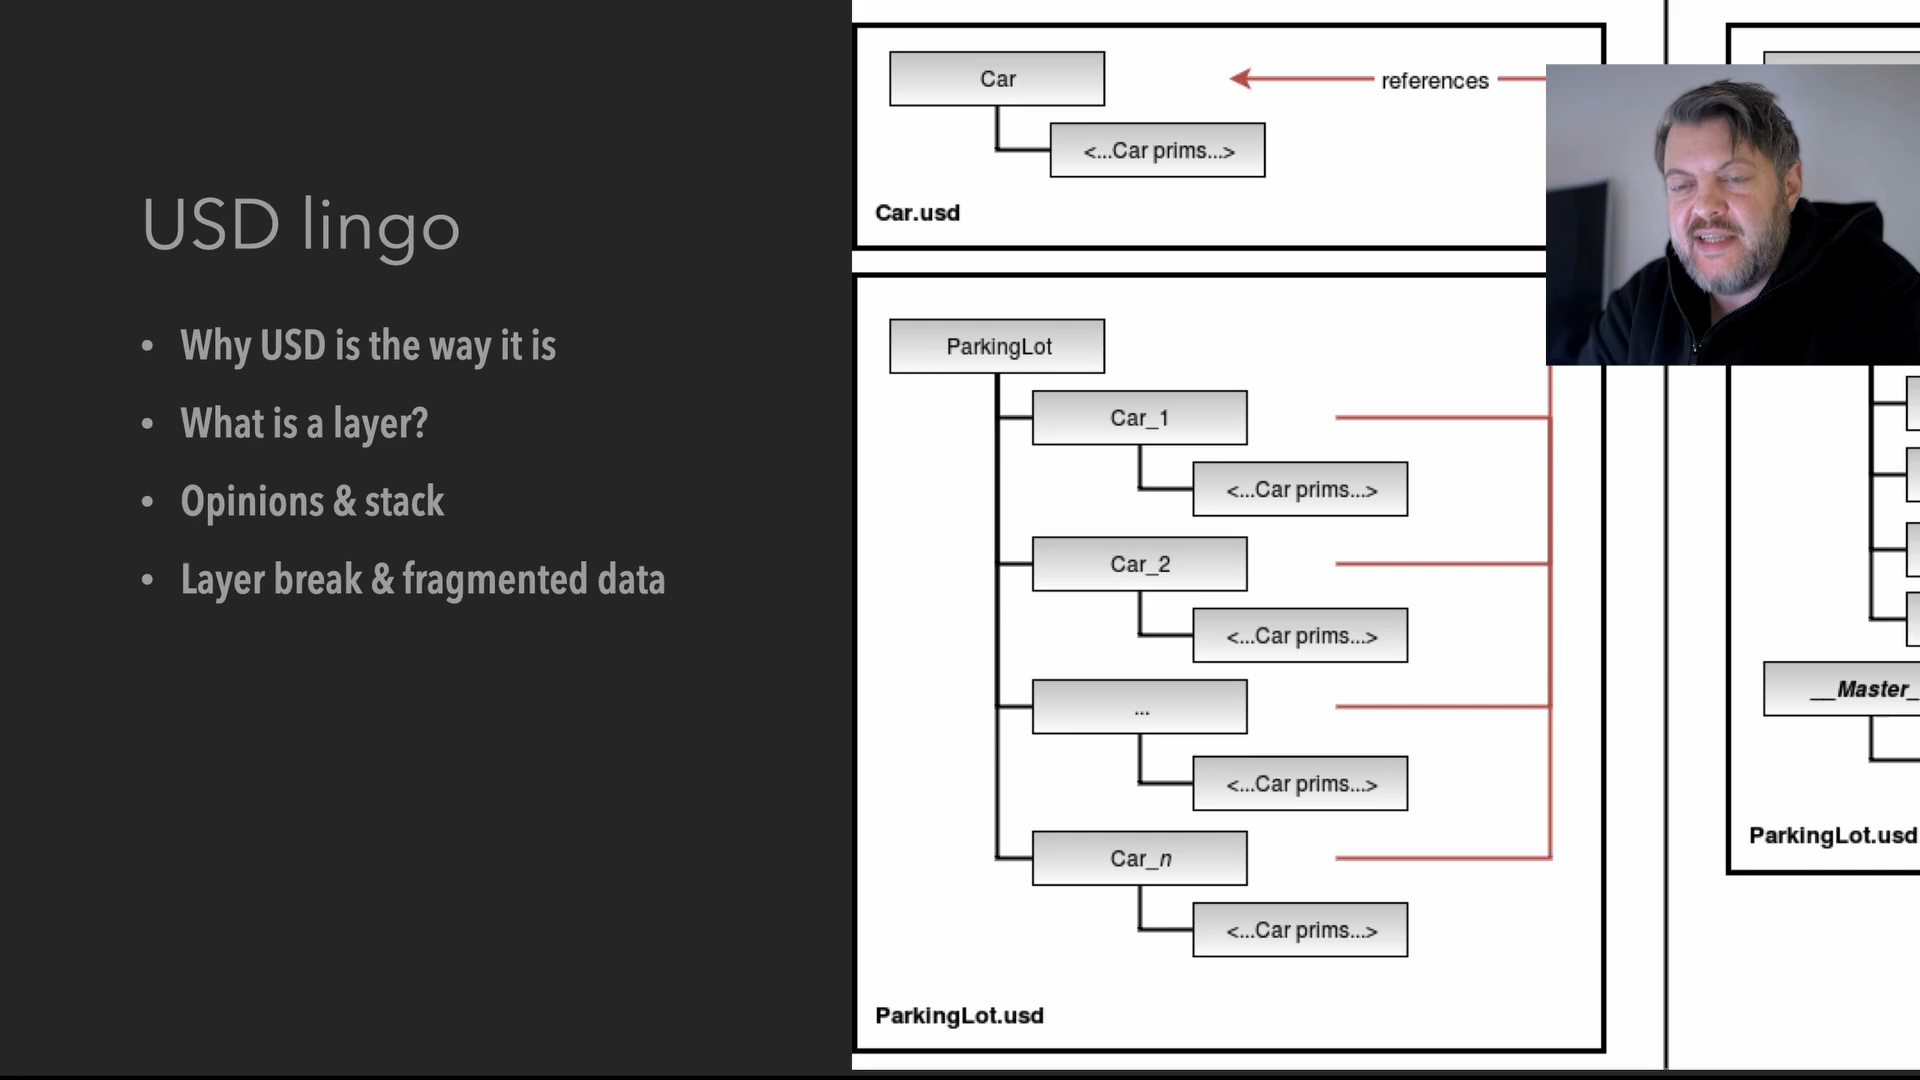 USD lingo
• Why USD is the way it is
• What is a layer?
• Opinions & stack
• Layer break & fragmented data
Car
references
<...Car prims...>
Car.usd
ParkingLot
Car_1
<...Car prims...>
Car_2
<...Car prims...>
...
<...Car prims...>
Car_n
<...Car prims...>
ParkingLot.usd
__Master_
ParkingLot.usd